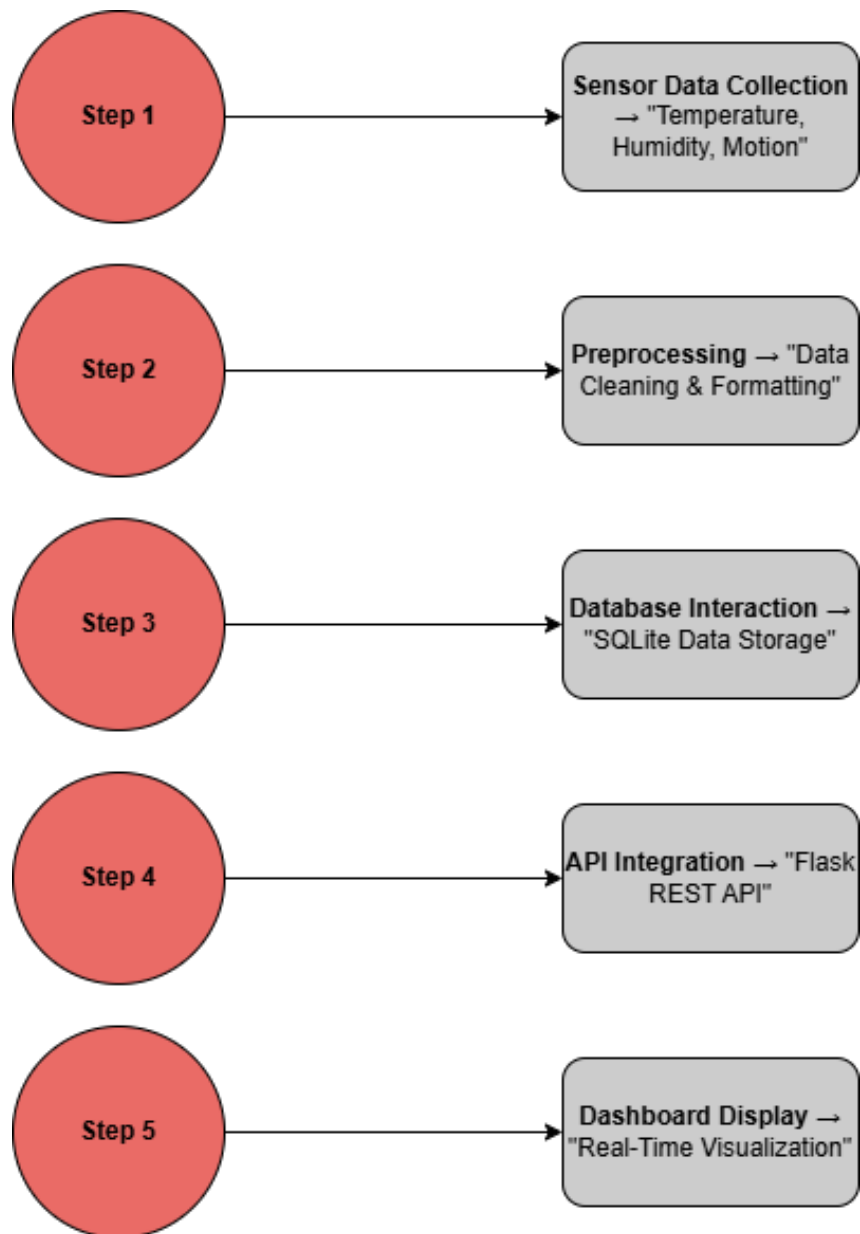 Step 1
Sensor Data Collection
→ "Temperature,
Humidity, Motion"
Step 2
Preprocessing → "Data
Cleaning & Formatting"
Step 3
Database Interaction →
"SQLite Data Storage"
Step 4
API Integration → "Flask
REST API"
Step 5
Dashboard Display →
"Real-Time Visualization"